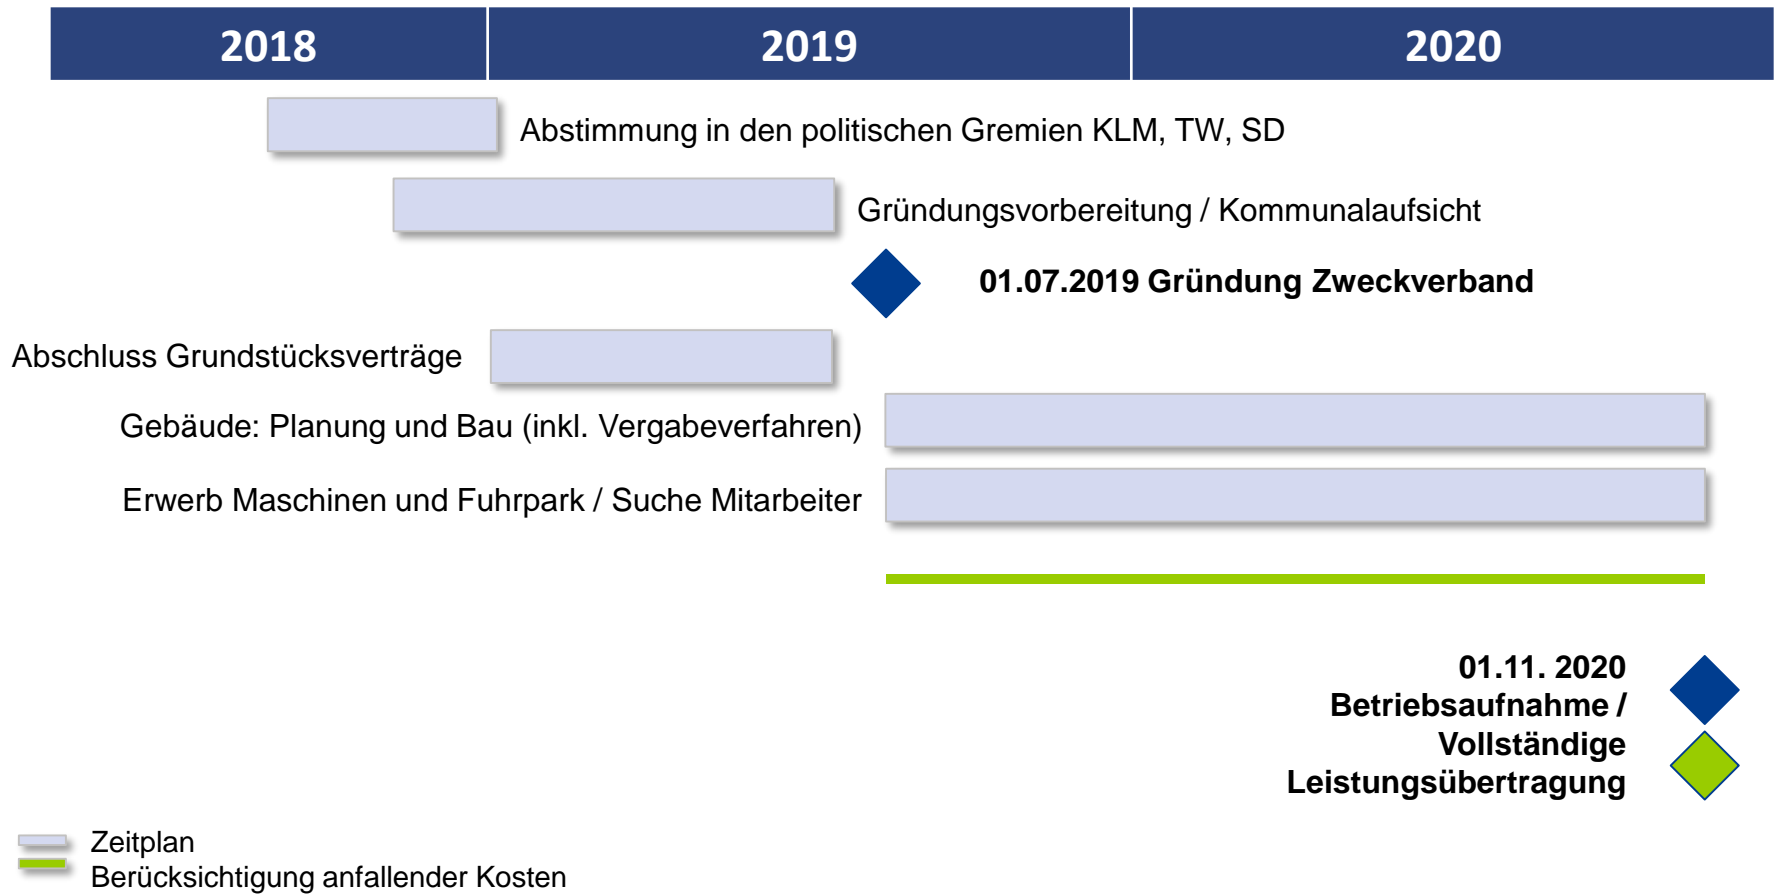 2018 2019 2020
Abstimmung in den politischen Gremien KLM, TW, SD
Gründungsvorbereitung / Kommunalaufsicht
01.07.2019 Gründung Zweckverband
Abschluss Grundstücksverträge
Gebäude: Planung und Bau (inkl. Vergabeverfahren)
Erwerb Maschinen und Fuhrpark / Suche Mitarbeiter
01.11. 2020
Betriebsaufnahme /
Vollständige
Leistungsübertragung
Zeitplan
Berücksichtigung anfallender Kosten